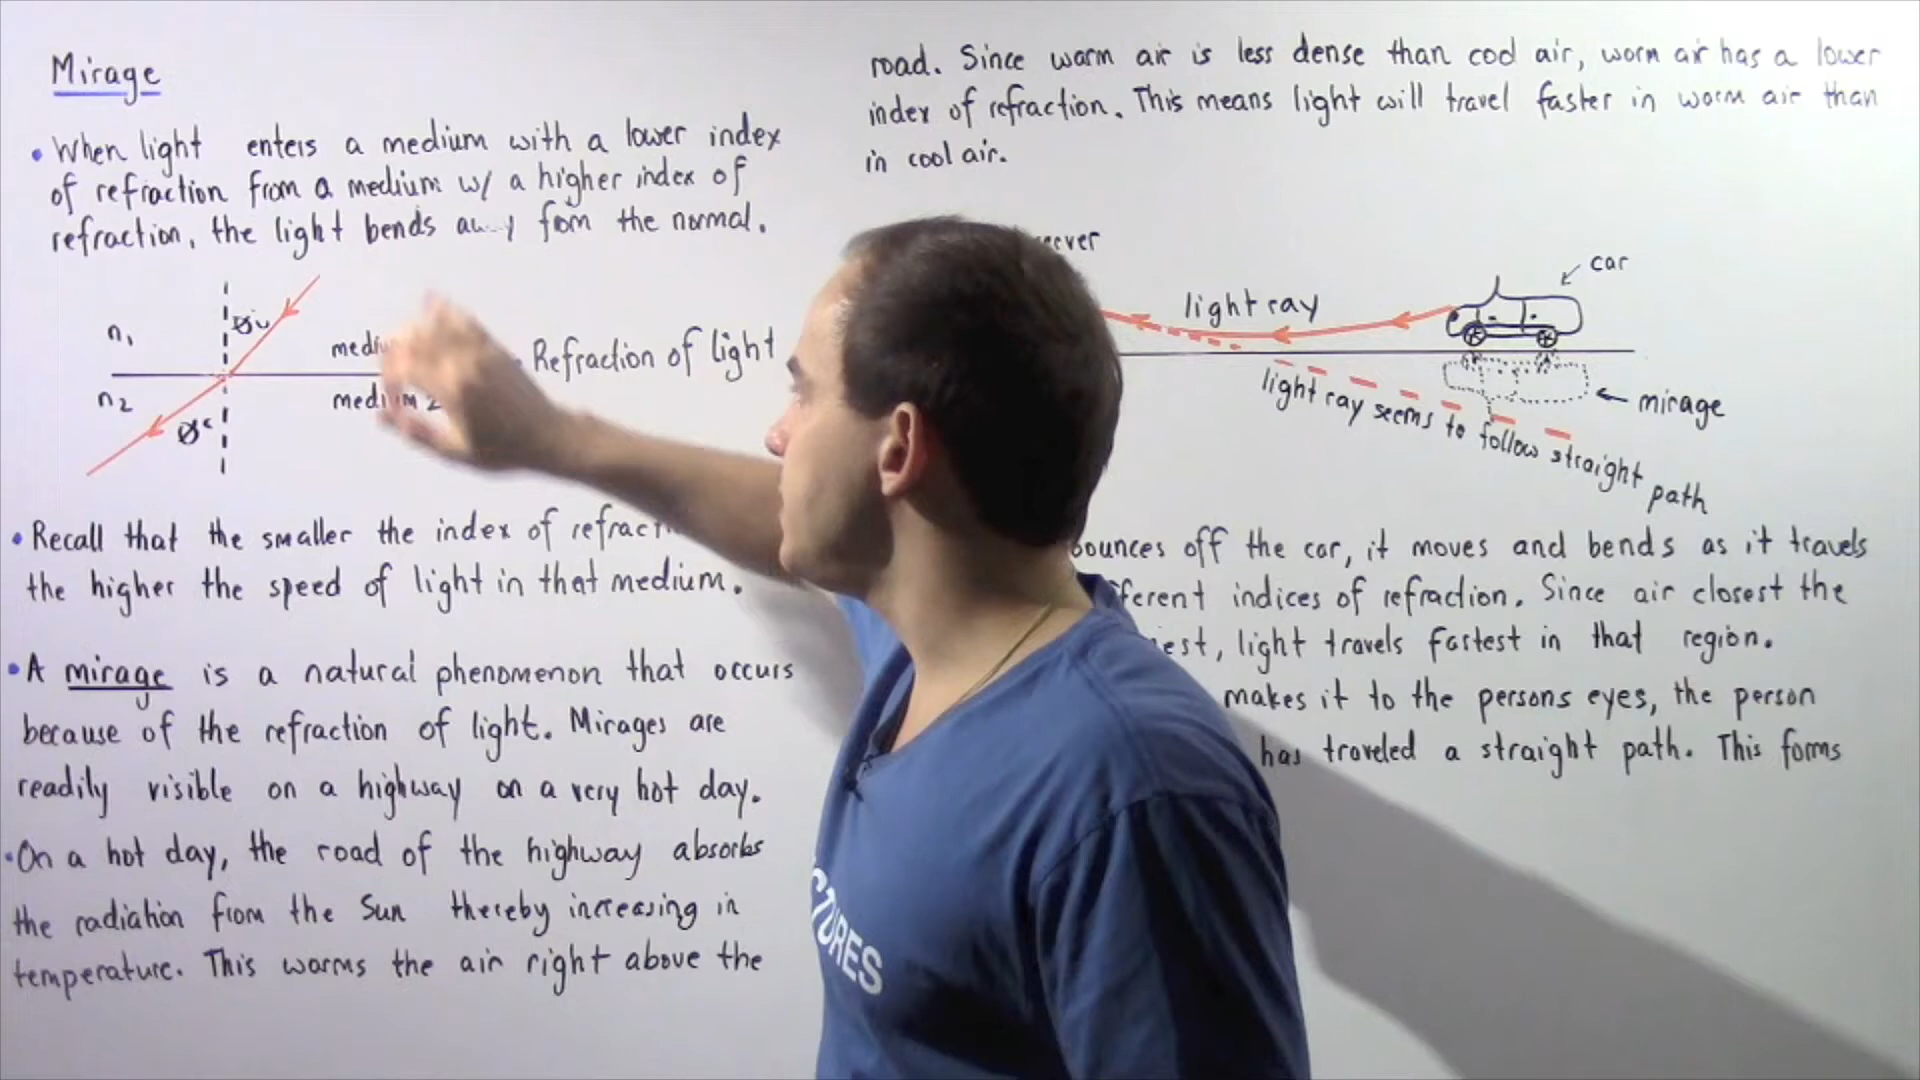 Mirage
• When light enters a medium with a lower index
of refraction from a medium w/ a higher index of
refraction, the light bends from the normal.
n1
n2
medium 2
Refraction of light
• Recall that the smaller the index of
the higher the speed of light in that medium.
• A mirage is a natural phenomenon that occurs
because of the refraction of light. Mirages are
readily visible on a highway on a very hot day.
• On a hot day, the road of the highway absorbs
the radiation from the Sun thereby increasing in
temperature. This warms the air right above the
road. Since warm air is less dense than cool air, warm air has a lower
index of refraction. This means light will travel faster in warm air than
in cool air.
car
light ray
mirage
light ray seems to follow straight path
bounces off the car, it moves and bends as it travels
indices of refraction. Since air closest the
light travels fastest in that region.
makes it to the persons eyes, the person
has traveled a straight path. This forms